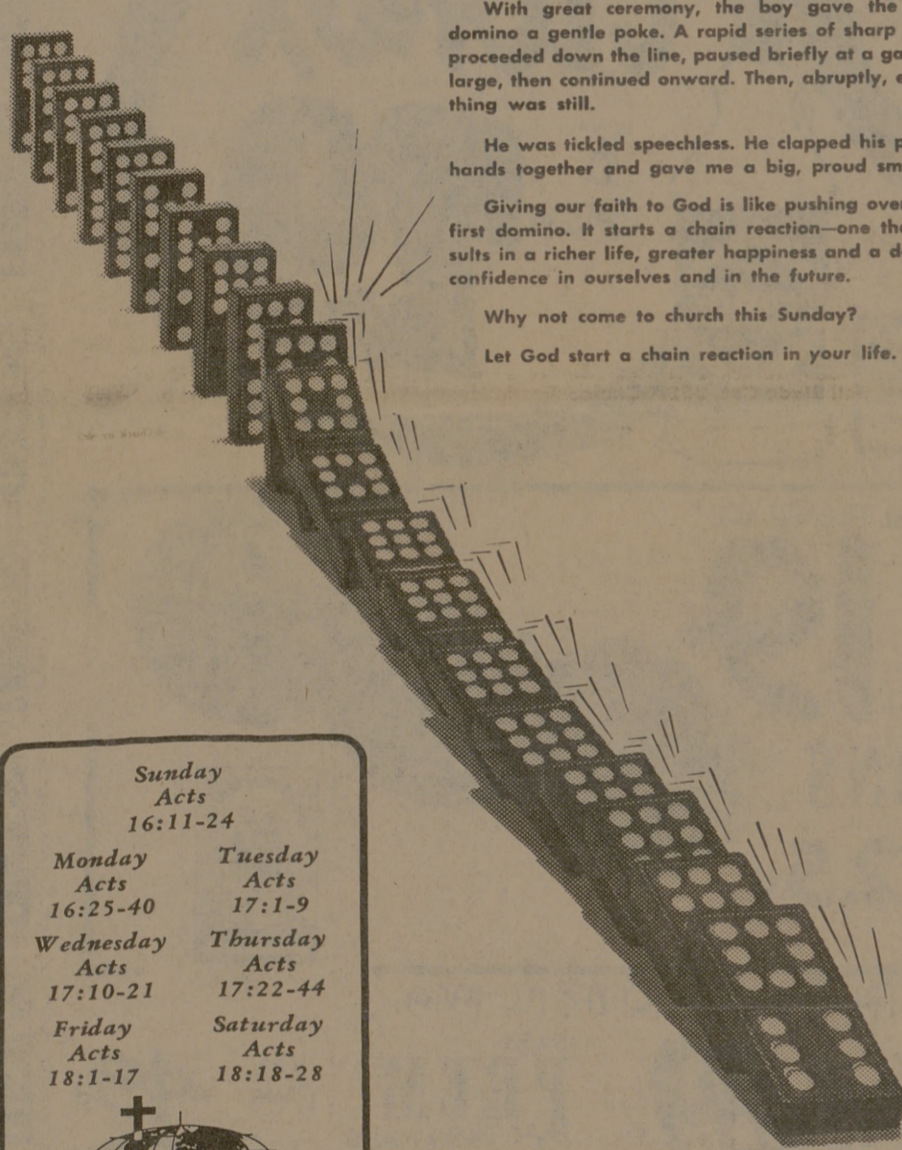 With great ceremony, the boy gave the
domino a gentle poke. A rapid series of sharp
proceeded down the line, paused briefly at a
large, then continued onward. Then, abruptly,
thing was still.
He was tickled speechless. He clapped his
hands together and gave me a big, proud
Giving our faith to God is like pushing
first domino. It starts a chain reaction—one
sults in a richer life, greater happiness and a
confidence in ourselves and in the future.
Why not come to church this Sunday?
Let God start a chain reaction in your life.
Sunday
Acts
16:11-24
Monday
Acts
16:25-40
Tuesday
Acts
17:1-9
Wednesday
Acts
17:10-21
Thursday
Acts
17:22-44
Friday
Acts
18:1-17
Saturday
Acts
18:18-28